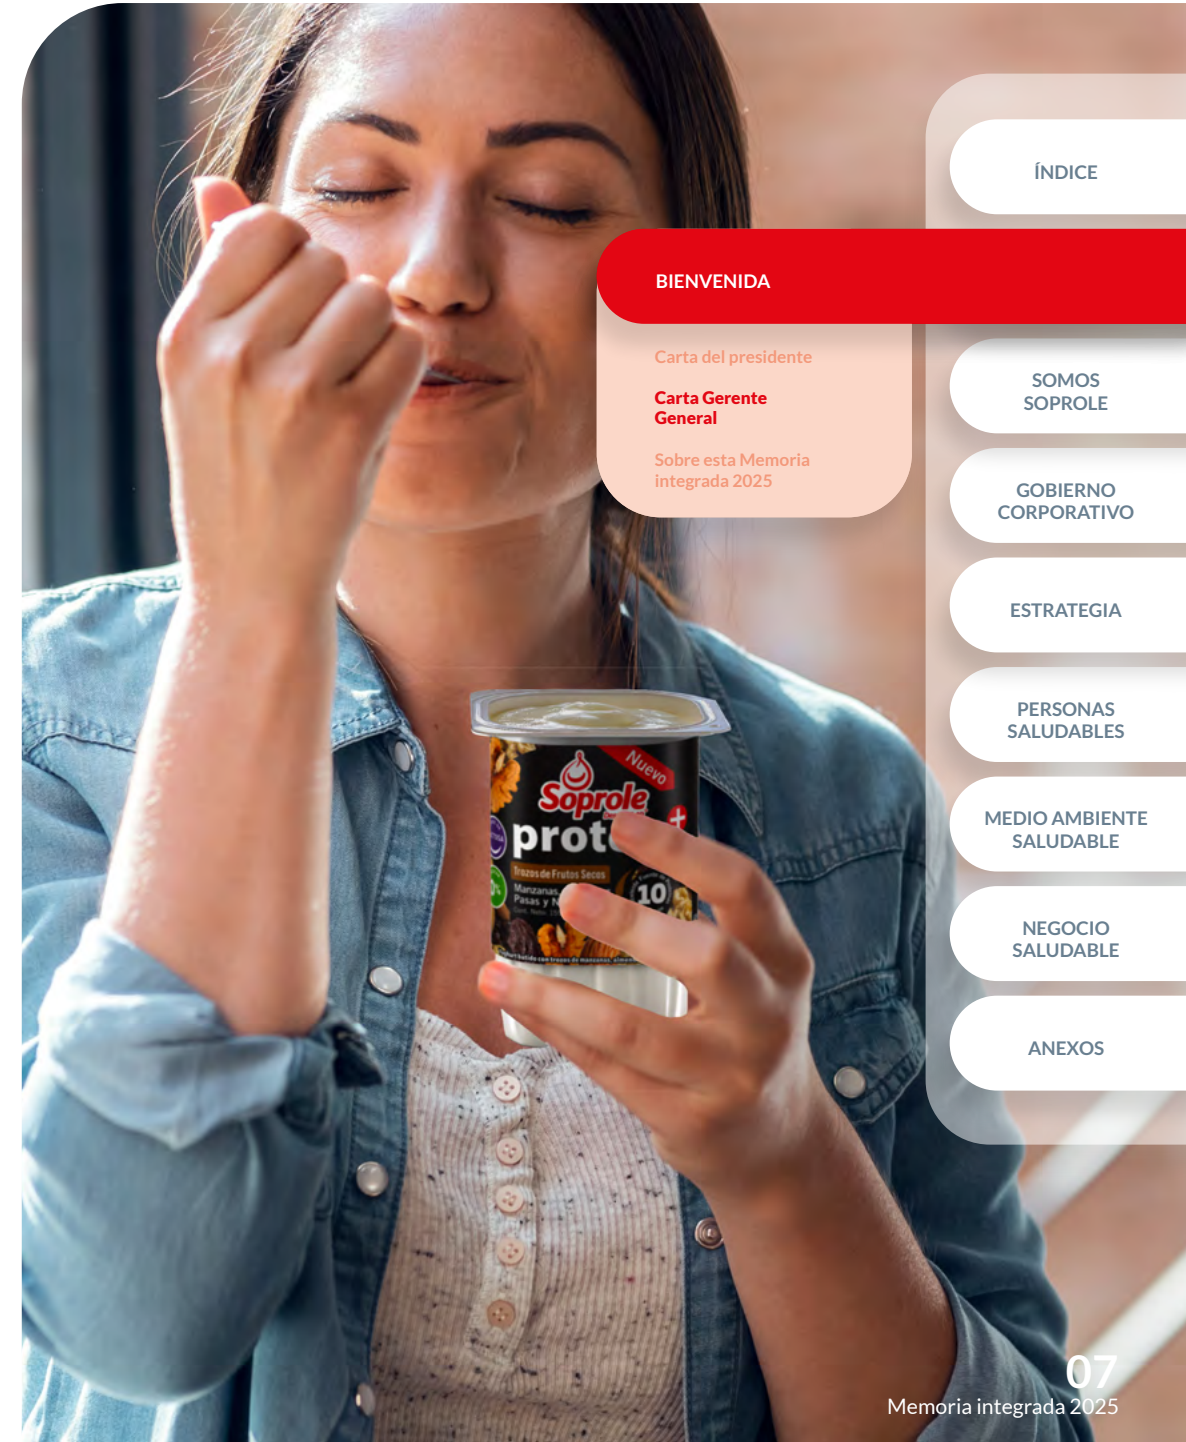 ÍNDICE
BIENVENIDA
Carta del presidente
Carta Gerente
General
Sobre esta Memoria
integrada 2025
SOMOS
SOPROLE
GOBIERNO
CORPORATIVO
ESTRATEGIA
PERSONAS
SALUDABLES
MEDIO AMBIENTE
SALUDABLE
NEGOCIO
SALUDABLE
ANEXOS
Nuevo
Soprole
+
Trozos de Frutos Secos
Manzanas,
Pasas y
10
07
Memoria integrada 2025